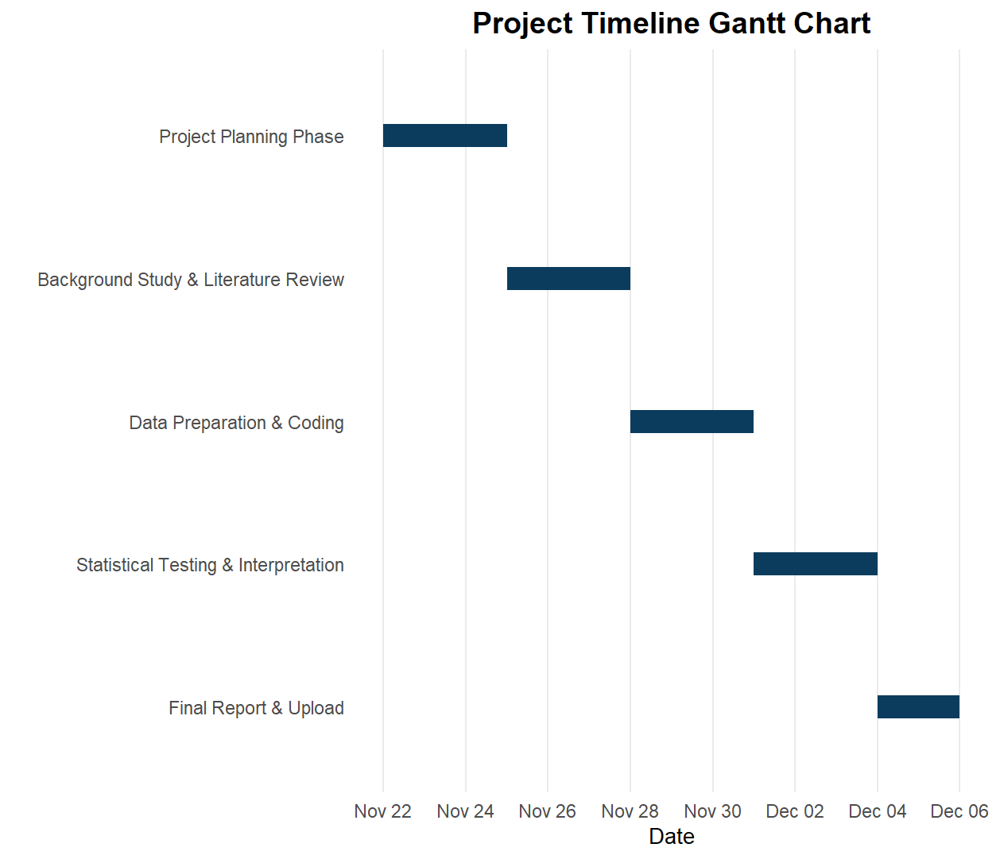 Project Timeline Gantt Chart
Project Planning Phase
Background Study & Literature Review
Data Preparation & Coding
Statistical Testing & Interpretation
Final Report & Upload
Nov 22 Nov 24 Nov 26 Nov 28 Nov 30 Dec 02 Dec 04 Dec 06
Date